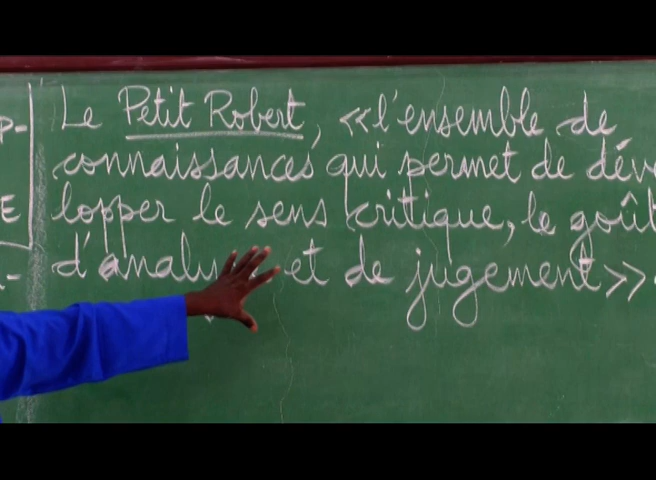 Le Petit Robert, «l'ensemble de
connaissances qui permet de déve
lopper le sens critique, le goût
d'analy et de jugement».
P-
E